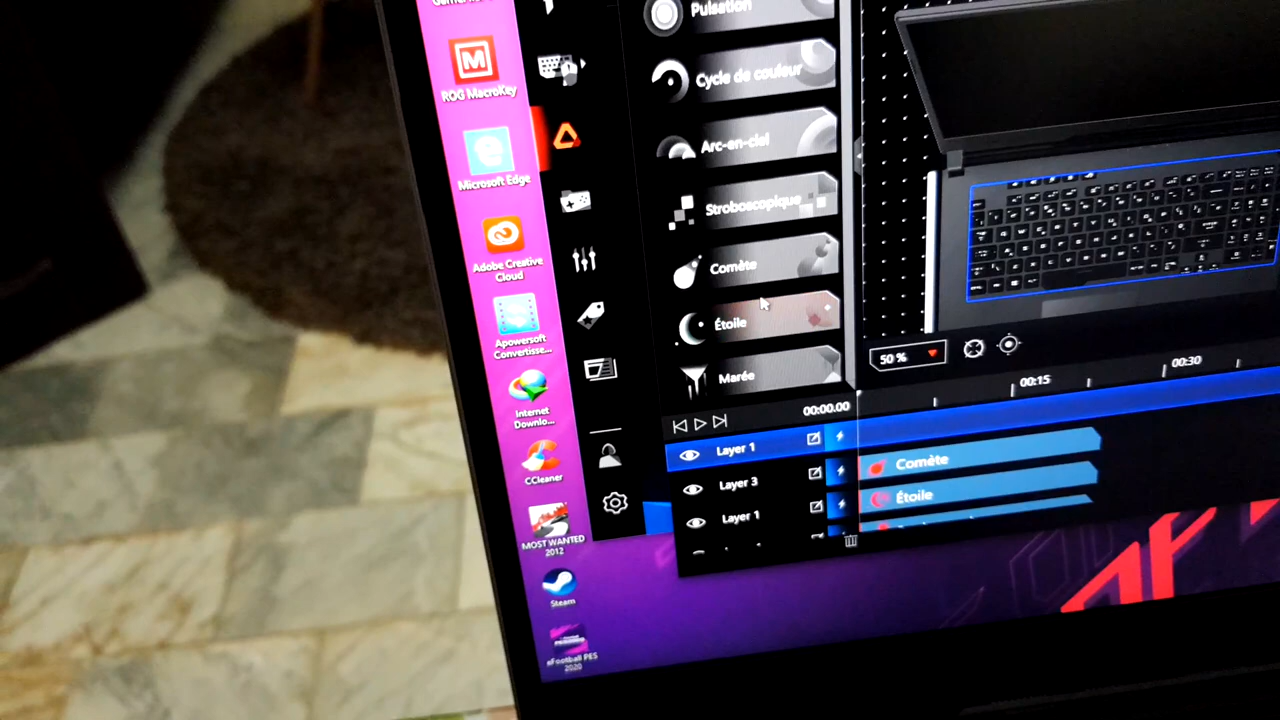 ROG MacroKey
Microsoft Edge
Adobe Creative
Cloud
Apowersoft
Convertisse...
Internet
Downlo...
CCleaner
MOST WANTED
2012
Steam
eFootball PES
2020
Pulsation
Cycle de couleur
Arc-en-ciel
Stroboscopique
Comète
Étoile
Marée
50 %
00:00.00
00:15
00:30
Layer 1
Layer 3
Layer 1
Comète
Étoile